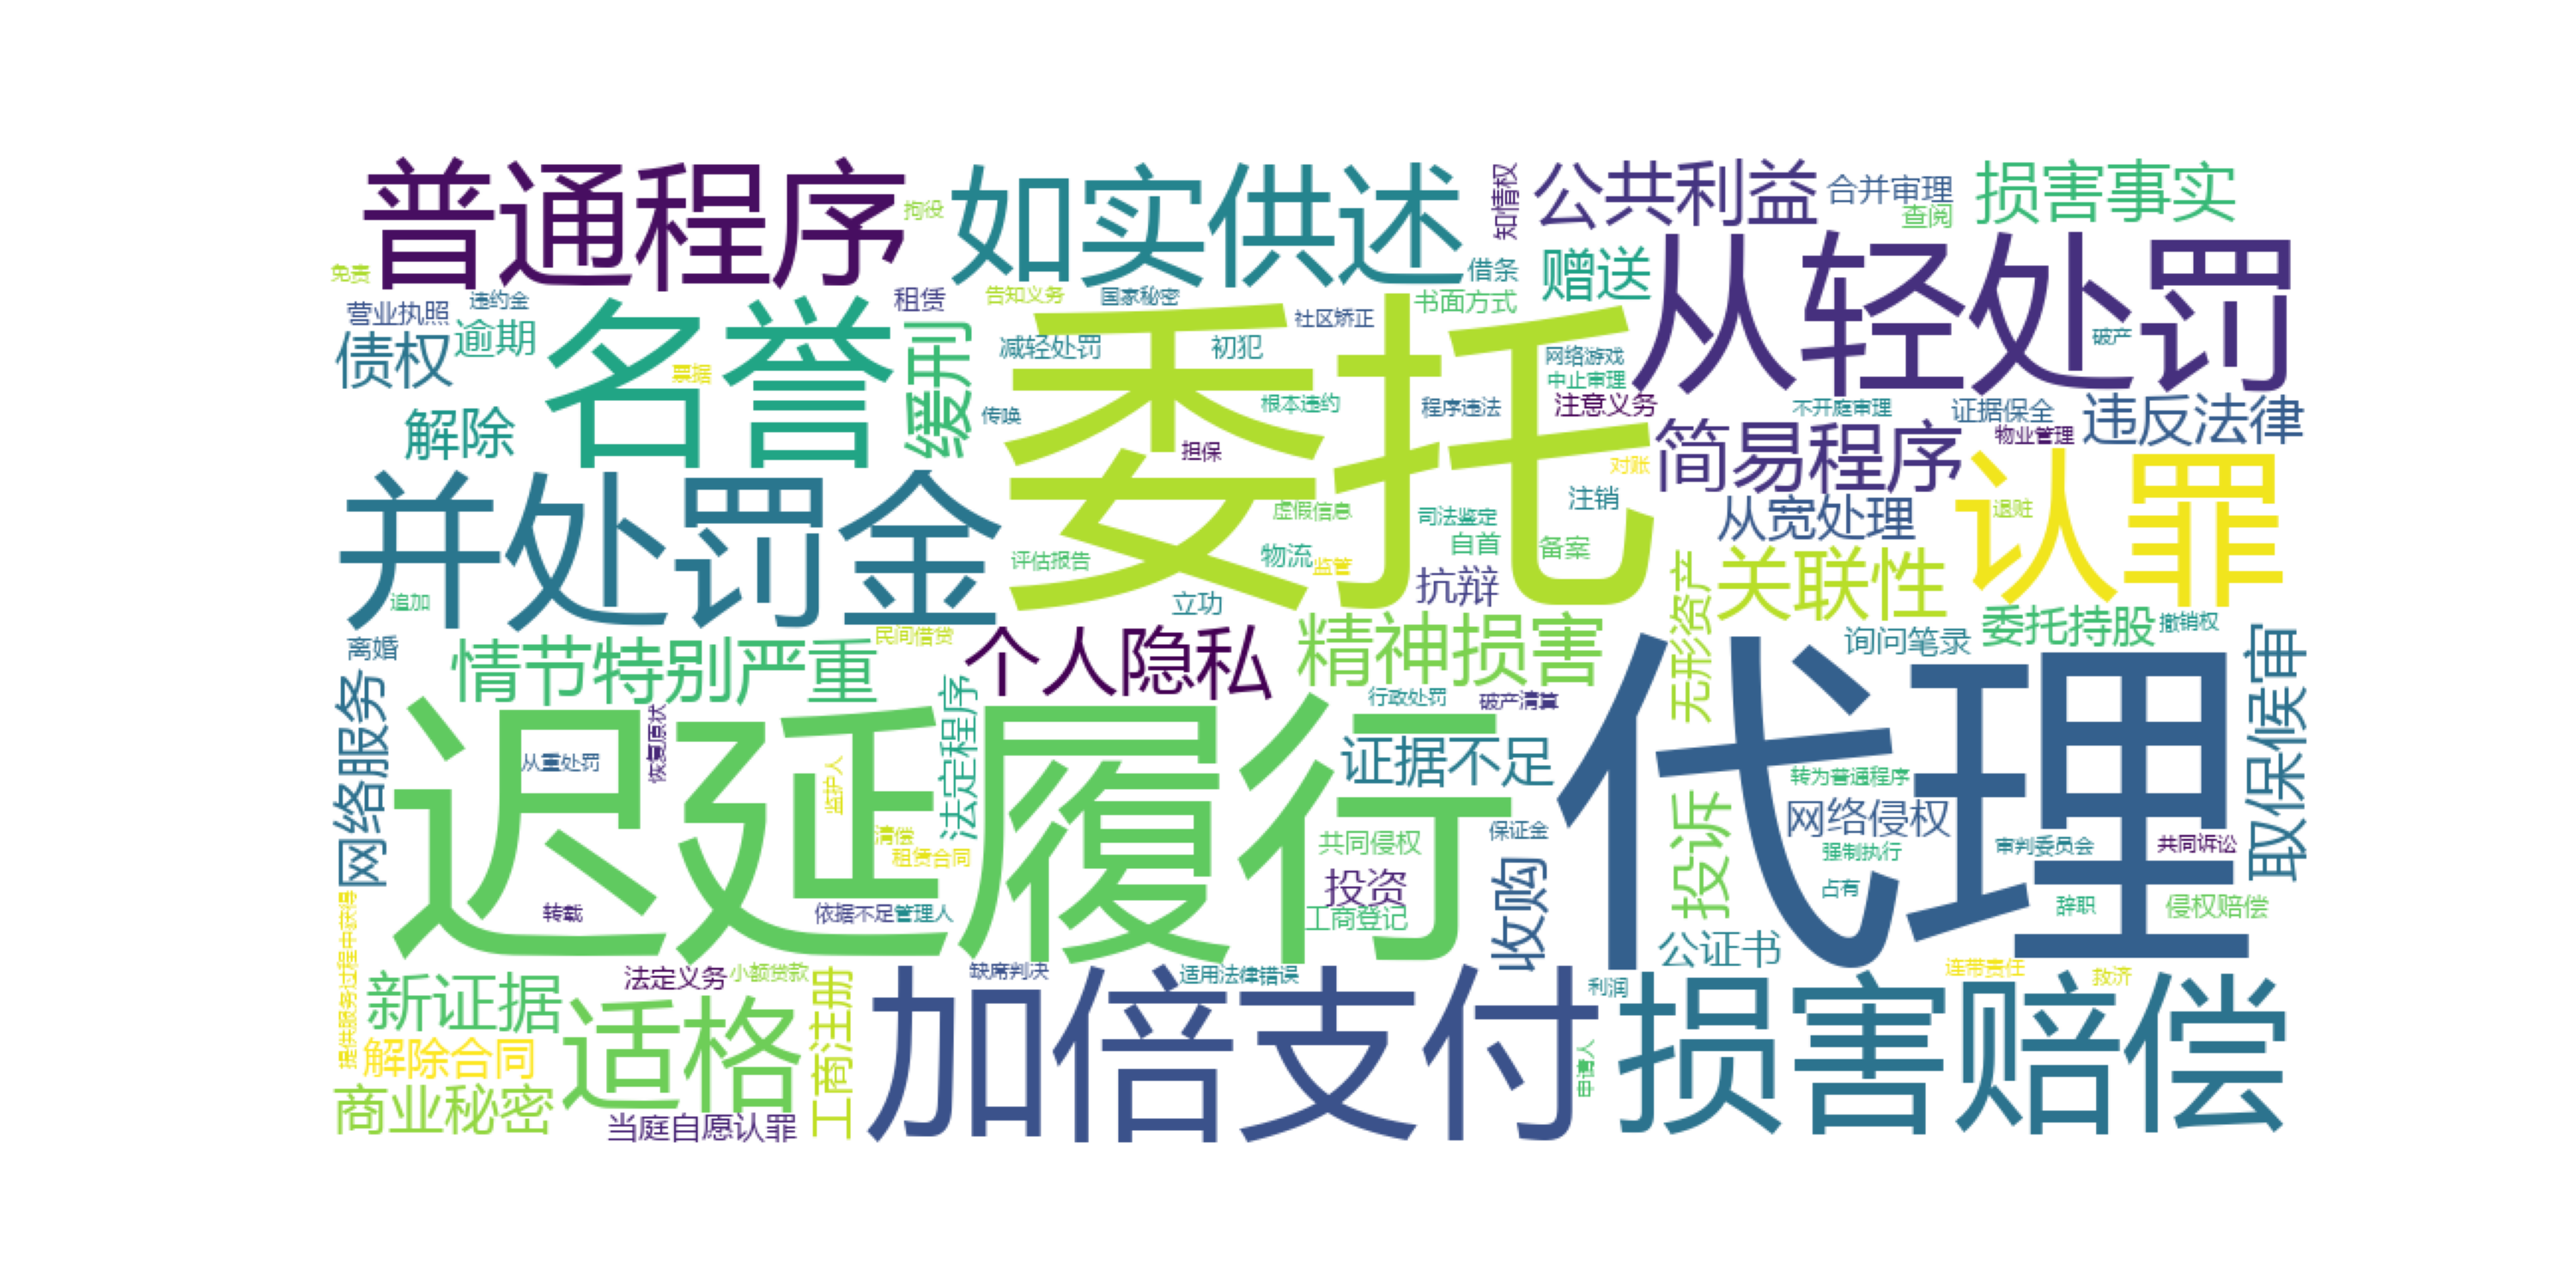 普通程序
拘役
如实供述
知情权
公共利益
合并审理
查阅
损害事实
免责
营业执照
违约金
租赁
告知义务
国家秘密
社区矫正
书面方式
借条
赠送
从轻处罚
破产
债权
逾期
名誉
票据
缓刑
减轻处罚
初犯
委托
网络游戏
中止审理
解除
传唤
根本违约
程序违法
注意义务
不开庭审理
证据保全
违反法律
物业管理
担保
对账
简易程序
认罪
并处罚金
虚假信息
司法鉴定
注销
从宽处理
退赃
自首
备案
评估报告
物流
监管
抗辩
无形资产
关联性
追加
立功
离婚
民间借贷
个人隐私
精神损害
询问笔录
委托持股
撤销权
取保候审
情节特别严重
网络服务
法定程序
行政处罚
破产清算
代理
迟延履行
从重处罚
恢复原状
监护人
证据不足
转为普通程序
投诉
网络侵权
清偿
租赁合同
共同侵权
保证金
强制执行
审判委员会
共同诉讼
投资
收购
占有
转载
依据不足
管理人
工商登记
辞职
侵权赔偿
提供服务过程中获得
公证书
新证据
法定义务
小额贷款
工商注册
缺席判决
适用法律错误
利润
连带责任
救济
适格
加倍支付
损害赔偿
解除合同
申请人
商业秘密
当庭自愿认罪